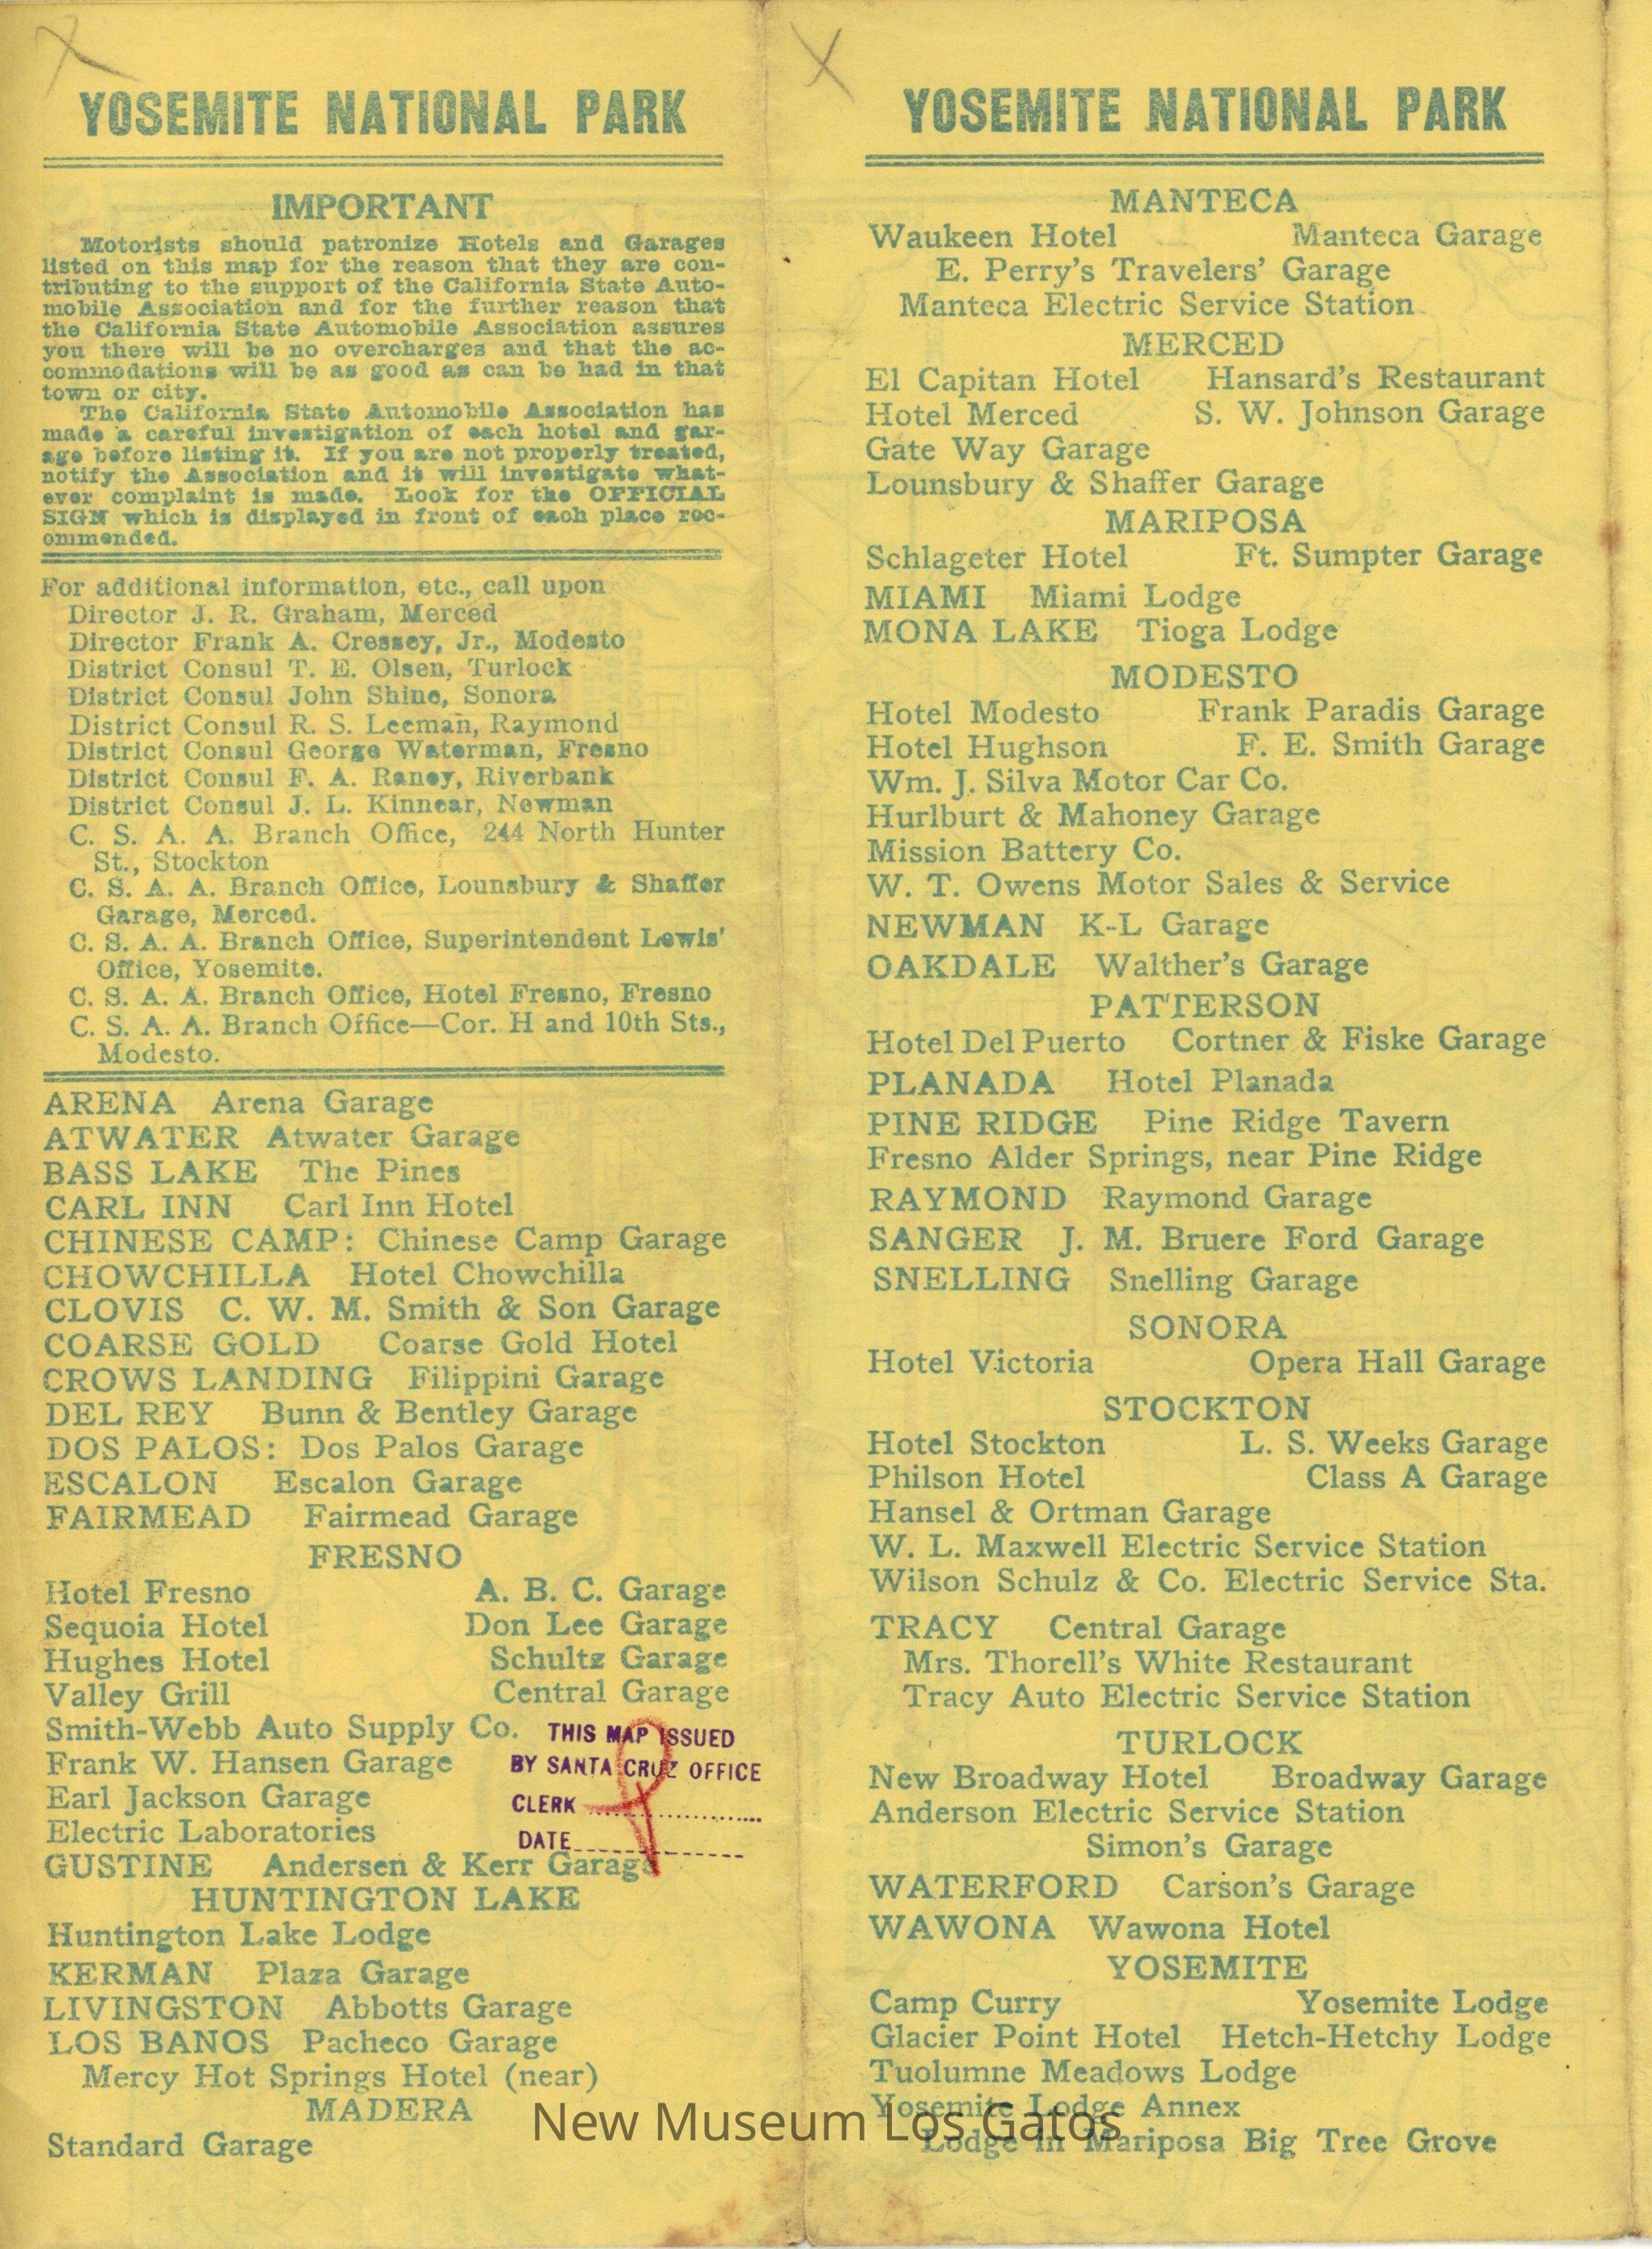 YOSEMITE NATIONAL PARK
IMPORTANT
Motorists should patronize Hotels and Garages
listed on this map for the reason that they are con-
tributing to the support of the California State Auto-
mobile Association and for the further reason that
the California State Automobile Association assures
you there will be no overcharges and that the ac-
commodations will be as good as can be had in that
town or city.
The California State Automobile Association has
made a careful investigation of each hotel and gar-
age before listing it. If you are not properly treated,
notify the Association and it will investigate what-
ever complaint is made. Look for the OFFICIAL
SIGN which is displayed in front of each place rec-
ommended.
For additional information, etc., call upon
Director J. R. Graham, Merced
Director Frank A. Cressey, Jr., Modesto
District Consul T. E. Olsen, Turlock
District Consul John Shine, Sonora
District Consul R. S. Leeman, Raymond
District Consul George Waterman, Fresno
District Consul F. A. Raney, Riverbank
District Consul J. L. Kinnear, Newman
C. S. A. A. Branch Office, 244 North Hunter
St., Stockton
C. S. A. A. Branch Office, Lounsbury & Shaffer
Garage, Merced.
C. S. A. A. Branch Office, Superintendent Lewis'
Office, Yosemite.
C. S. A. A. Branch Office, Hotel Fresno, Fresno
C. S. A. A. Branch Office—Cor. H and 10th Sts.,
Modesto.
ARENA Arena Garage
ATWATER Atwater Garage
BASS LAKE The Pines
CARL INN Carl Inn Hotel
CHINESE CAMP: Chinese Camp Garage
CHOWCHILLA Hotel Chowchilla
CLOVIS C. W. M. Smith & Son Garage
COARSE GOLD Coarse Gold Hotel
CROWS LANDING Filippini Garage
DEL REY Bunn & Bentley Garage
DOS PALOS: Dos Palos Garage
ESCALON Escalon Garage
FAIRMEAD Fairmead Garage
FRESNO
Hotel Fresno A. B. C. Garage
Sequoia Hotel Don Lee Garage
Hughes Hotel Schultz Garage
Valley Grill Central Garage
Smith-Webb Auto Supply Co.
Frank W. Hansen Garage
Earl Jackson Garage
Electric Laboratories
THIS MAP ISSUED
BY SANTA CRUZ OFFICE
CLERK
DATE
GUSTINE Andersen & Kerr Garage
HUNTINGTON LAKE
Huntington Lake Lodge
KERMAN Plaza Garage
LIVINGSTON Abbotts Garage
LOS BANOS Pacheco Garage
Mercy Hot Springs Hotel (near)
MADERA
Standard Garage
YOSEMITE NATIONAL PARK
MANTECA
Waukeen Hotel Manteca Garage
E. Perry's Travelers' Garage
Manteca Electric Service Station
MERCED
El Capitan Hotel Hansard's Restaurant
Hotel Merced S. W. Johnson Garage
Gate Way Garage
Lounsbury & Shaffer Garage
MARIPOSA
Schlageter Hotel Ft. Sumpter Garage
MIAMI Miami Lodge
MONA LAKE Tioga Lodge
MODESTO
Hotel Modesto Frank Paradis Garage
Hotel Hughson F. E. Smith Garage
Wm. J. Silva Motor Car Co.
Hurlburt & Mahoney Garage
Mission Battery Co.
W. T. Owens Motor Sales & Service
NEWMAN K-L Garage
OAKDALE Walther's Garage
PATTERSON
Hotel Del Puerto Cortner & Fiske Garage
PLANADA Hotel Planada
PINE RIDGE Pine Ridge Tavern
Fresno Alder Springs, near Pine Ridge
RAYMOND Raymond Garage
SANGER J. M. Bruere Ford Garage
SNELLING Snelling Garage
SONORA
Hotel Victoria Opera Hall Garage
STOCKTON
Hotel Stockton L. S. Weeks Garage
Philson Hotel Class A Garage
Hansel & Ortman Garage
W. L. Maxwell Electric Service Station
Wilson Schulz & Co. Electric Service Sta.
TRACY Central Garage
Mrs. Thorell's White Restaurant
Tracy Auto Electric Service Station
TURLOCK
New Broadway Hotel Broadway Garage
Anderson Electric Service Station
Simon's Garage
WATERFORD Carson's Garage
WAWONA Wawona Hotel
YOSEMITE
Camp Curry Yosemite Lodge
Glacier Point Hotel Hetch-Hetchy Lodge
Tuolumne Meadows Lodge
Yosemite Lodge Annex
Lodge in Mariposa Big Tree Grove
New Museum Los Gatos